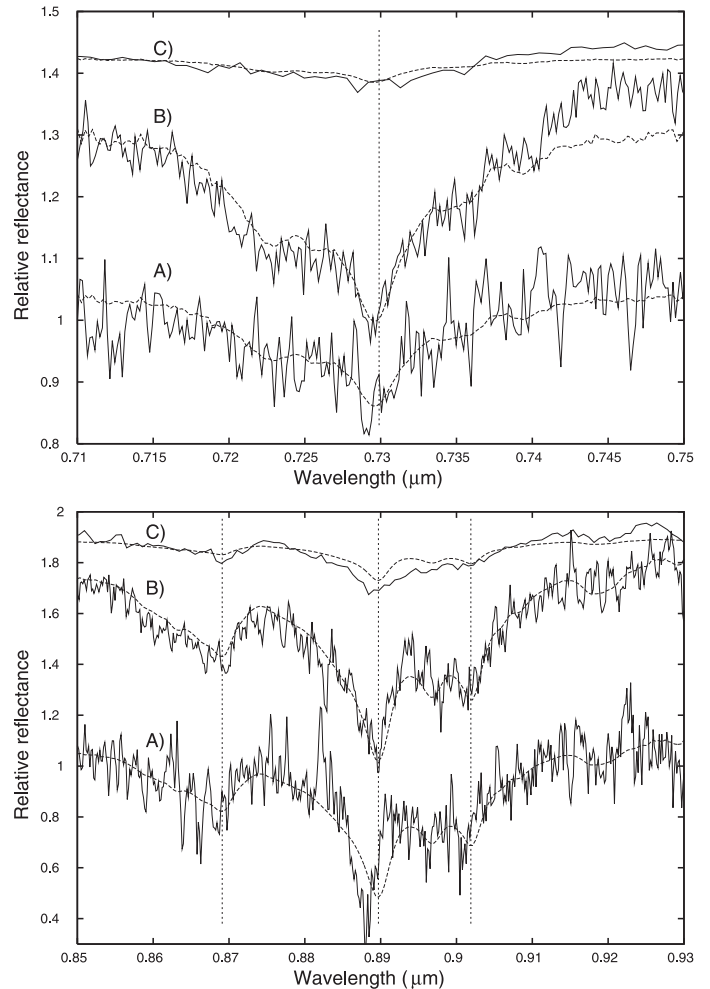 1.5
1.4
1.3
1.2
1.1
1
0.9
0.8
Relative reflectance
C)
B)
A)
0.71 0.715 0.72 0.725 0.73 0.735 0.74 0.745 0.75
Wavelength (μm)
2
1.8
1.6
1.4
1.2
1
0.8
0.6
0.4
Relative reflectance
C)
B)
A)
0.85 0.86 0.87 0.88 0.89 0.9 0.91 0.92 0.93
Wavelength (μm)